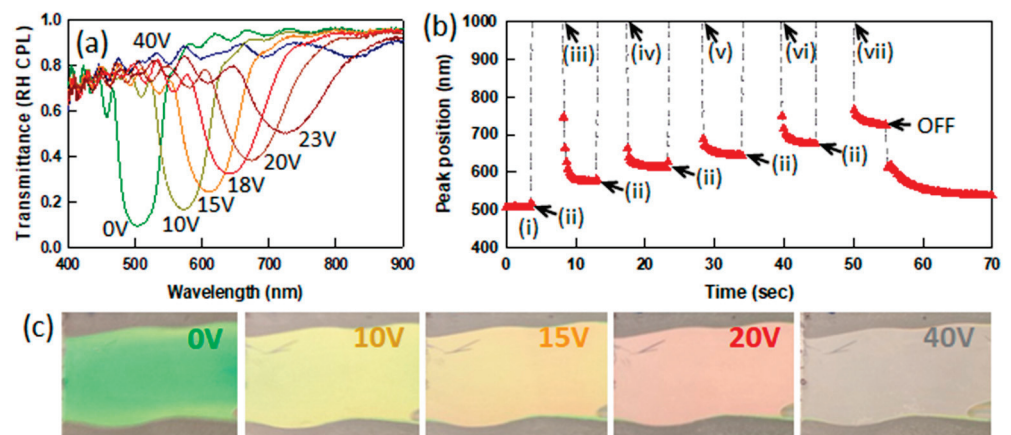 (a)
40V
23V
20V
18V
15V
10V
0V
Transmittance (RH CPL)
1.0
0.8
0.6
0.4
0.2
0.0
400 500 600 700 800 900
Wavelength (nm)
(b)
(iii) (iv) (v) (vi) (vii)
OFF
(ii) (ii) (ii) (ii) (ii)
(i)
Peak position (nm)
1000
900
800
700
600
500
400
0 10 20 30 40 50 60 70
Time (sec)
(c)
0V 10V 15V 20V 40V